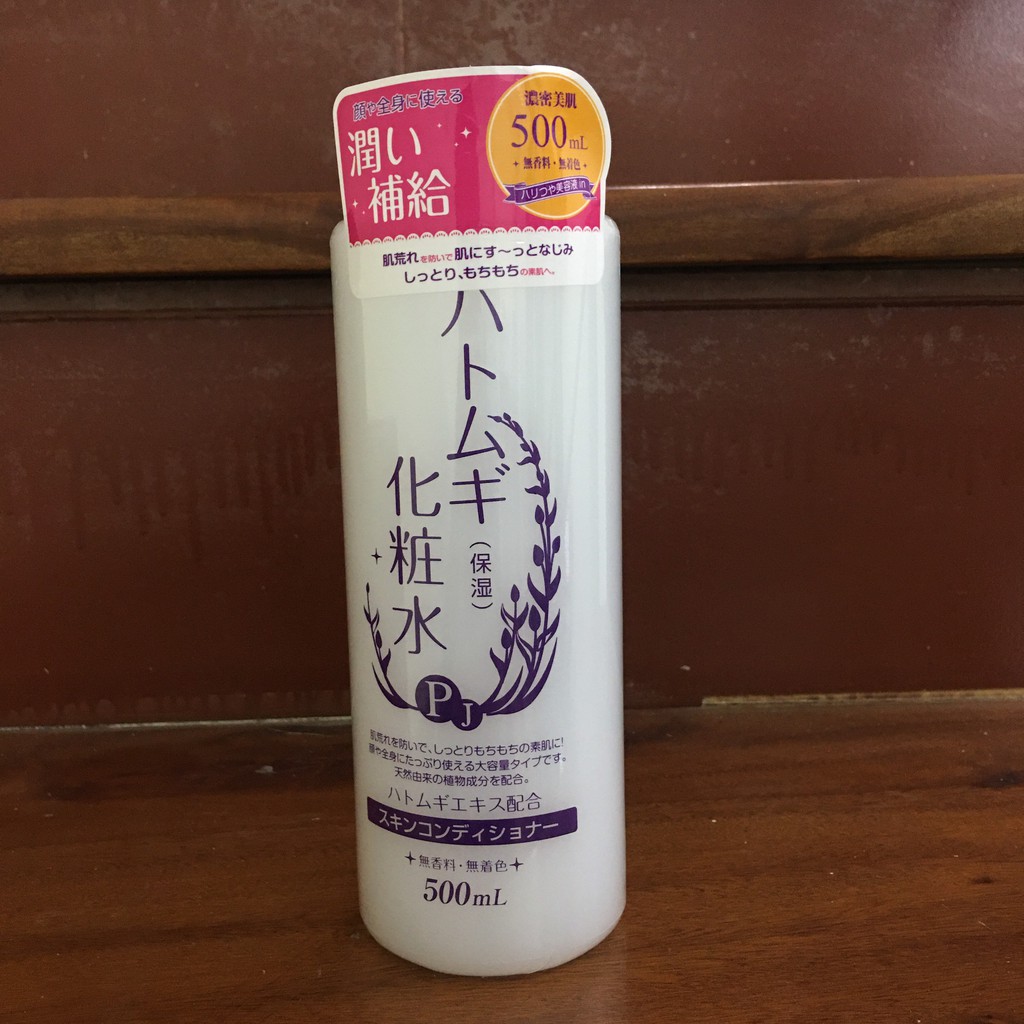 顔や全身に使える
潤い
補給
濃密美肌
500mL
無香料・無着色
ハリつや美容液in
肌荒れを防いで肌にす～っとなじみ
しっとり、もちもちの素肌へ。
ハトムギ
化粧水
（保湿）
PJ
肌荒れを防いで、しっとりもちもちの素肌に!
顔や全身にたっぷり使える大容量タイプです。
天然由来の植物成分を配合。
ハトムギエキス配合
スキンコンディショナー
無香料・無着色
500mL